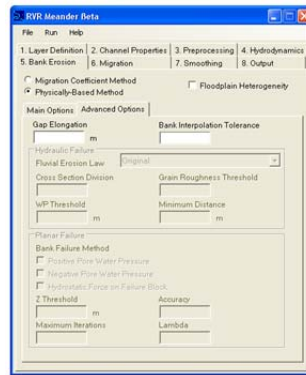 RVR Meander Beta
File Run Help
1. Layer Definition 2. Channel Properties 3. Preprocessing 4. Hydrodynamics
5. Bank Erosion 6. Migration 7. Smoothing 8. Output
Migration Coefficient Method
Physically-Based Method
Floodplain Heterogeneity
Main Options Advanced Options
Gap Elongation Bank Interpolation Tolerance
m
Hydraulic Failure
Fluvial Erosion Law Original
Cross Section Division Grain Roughness Threshold
WP Threshold Minimum Distance
m m
Planar Failure
Bank Failure Method
Positive Pore Water Pressure
Negative Pore Water Pressure
Hydrostatic Force on Failure Block
Z Threshold Accuracy
m
Maximum Iterations Lambda